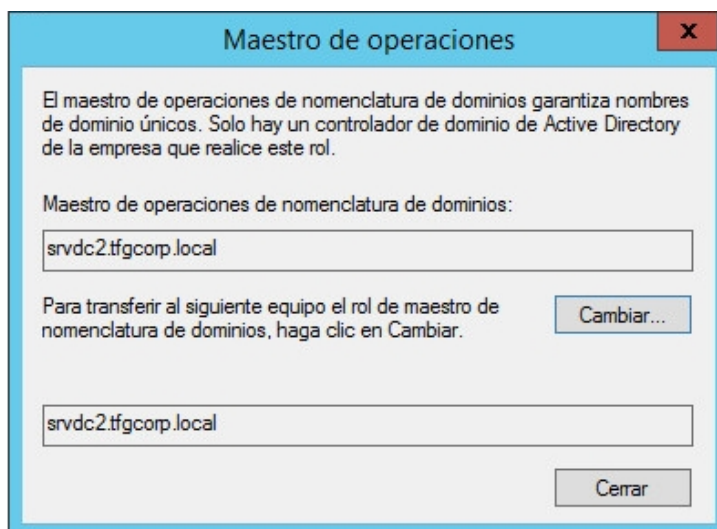 Maestro de operaciones
x
El maestro de operaciones de nomenclatura de dominios garantiza nombres
de dominio únicos. Solo hay un controlador de dominio de Active Directory
de la empresa que realice este rol.
Maestro de operaciones de nomenclatura de dominios:
srvdc2.tfgcorp.local
Para transferir al siguiente equipo el rol de maestro de
nomenclatura de dominios, haga clic en Cambiar.
Cambiar...
srvdc2.tfgcorp.local
Cerrar